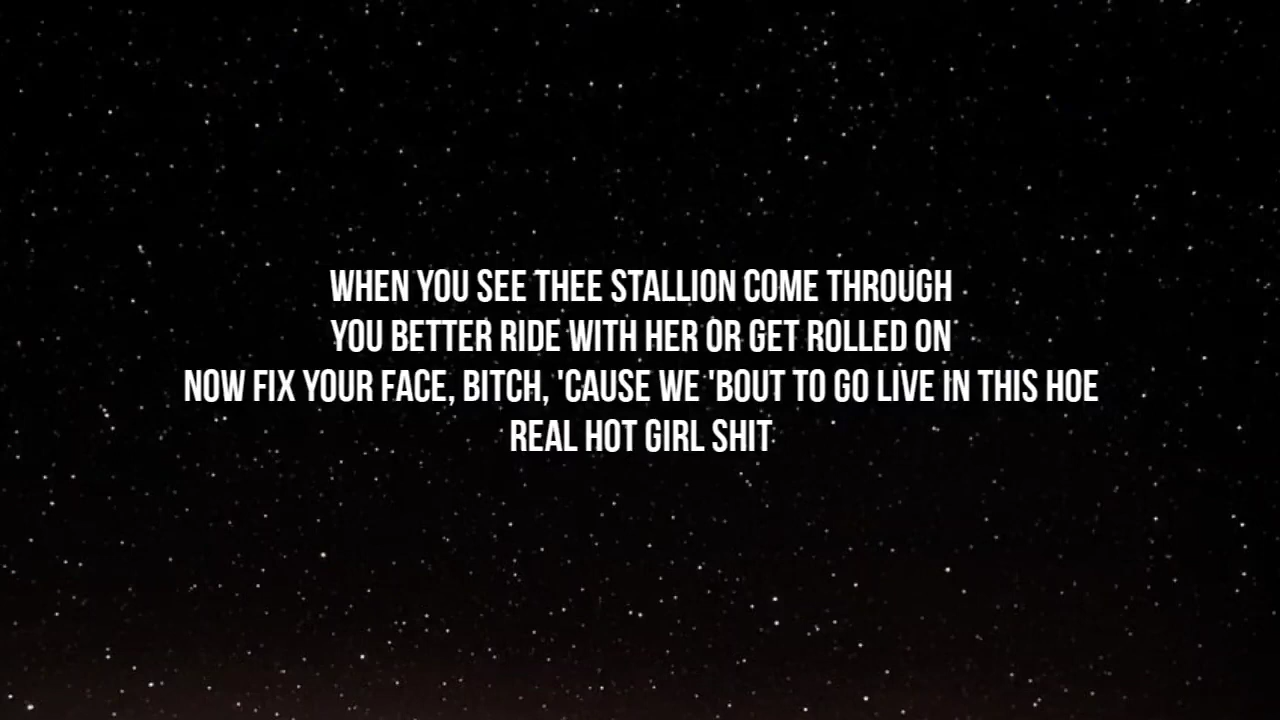 WHEN YOU SEE THEE STALLION COME THROUGH
YOU BETTER RIDE WITH HER OR GET ROLLED ON
NOW FIX YOUR FACE, BITCH, 'CAUSE WE 'BOUT TO GO LIVE IN THIS HOE
REAL HOT GIRL SHIT